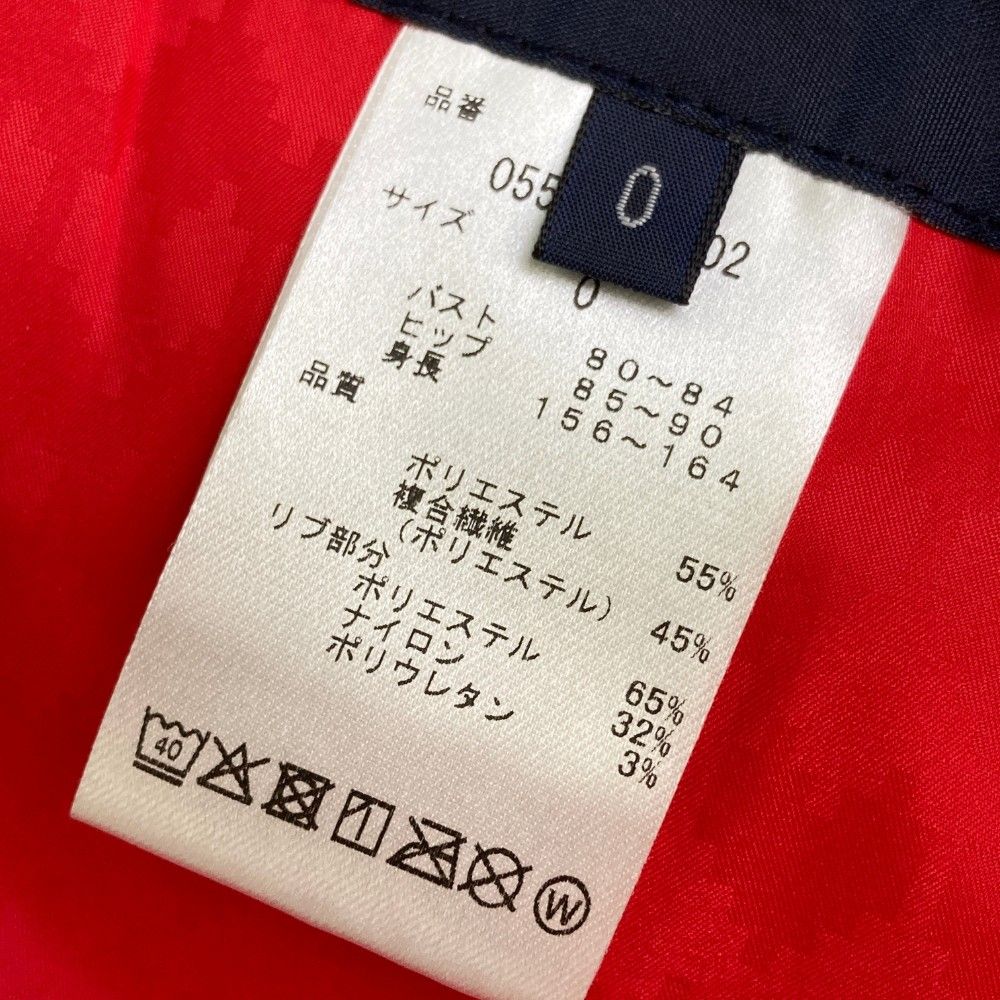 品番
055
02
0
サイズ
0
バスト 80～84
ヒップ 85～90
身長 156～164
品質
ポリエステル 55%
複合繊維
(ポリエステル) 45%
リブ部分
ポリエステル 65%
ナイロン 32%
ポリウレタン 3%
40
W